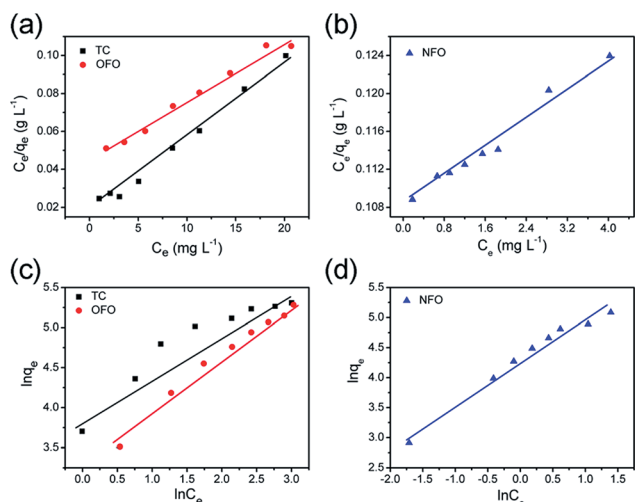 (a)
TC
OFO
Ce/qe (g L-1)
0.10
0.08
0.06
0.04
0.02
0 5 10 15 20
Ce (mg L-1)
(b)
NFO
Ce/qe (g L-1)
0.124
0.120
0.116
0.112
0.108
0.0 0.8 1.6 2.4 3.2 4.0
Ce (mg L-1)
(c)
TC
OFO
lnqe
5.5
5.0
4.5
4.0
3.5
0.0 0.5 1.0 1.5 2.0 2.5 3.0
lnCe
(d)
NFO
lnqe
5.5
5.0
4.5
4.0
3.5
3.0
2.5
2.0
-2.0 -1.5 -1.0 -0.5 0.0 0.5 1.0 1.5
lnCe